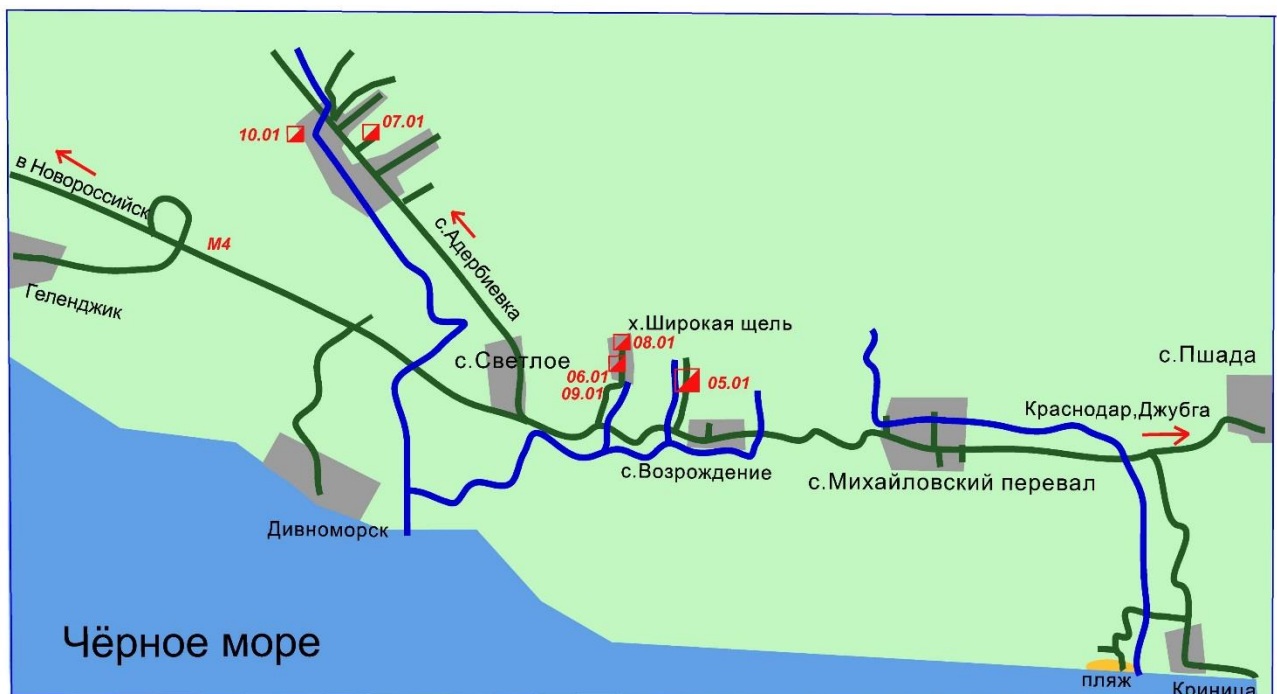 10.01
07.01
в Новороссийск
М4
с.Адербиевка
Геленджик
х.Широкая щель
с.Светлое
08.01
06.01
09.01
05.01
с.Пшада
Краснодар,Джубга
с.Возрождение
с.Михайловский перевал
Дивноморск
Чёрное море
пляж
Криница